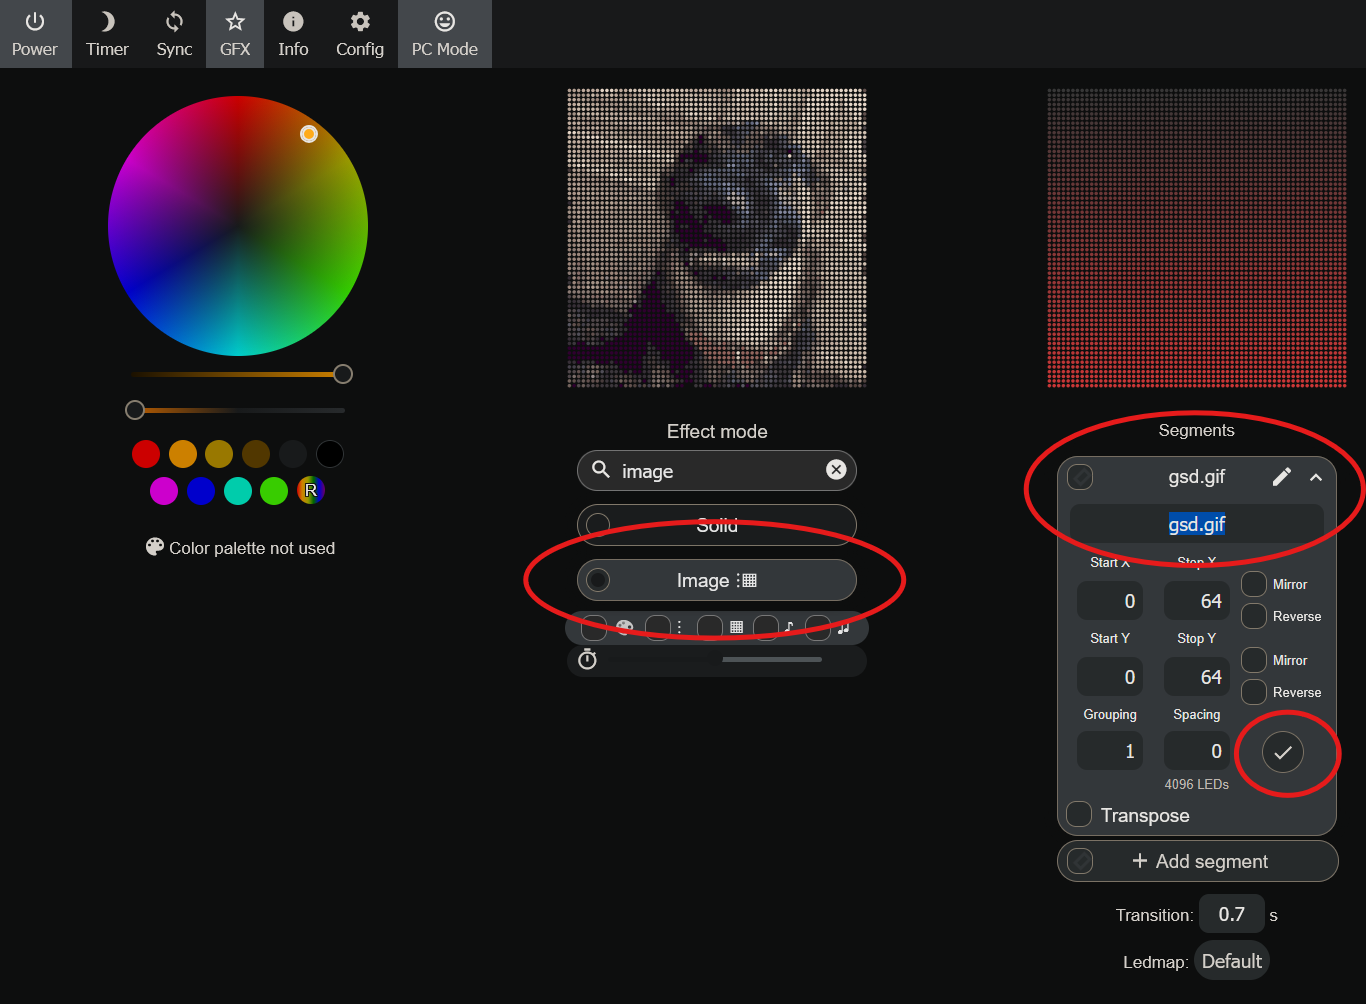 Power
Timer
Sync
GFX
Info
Config
PC Mode
R
Color palette not used
Effect mode
image
Solid
Image
Segments
gsd.gif
gsd.gif
Start X
Stop X
0
64
Mirror
Reverse
Start Y
Stop Y
0
64
Mirror
Reverse
Grouping
Spacing
1
0
4096 LEDs
Transpose
+ Add segment
Transition: 0.7 s
Ledmap: Default